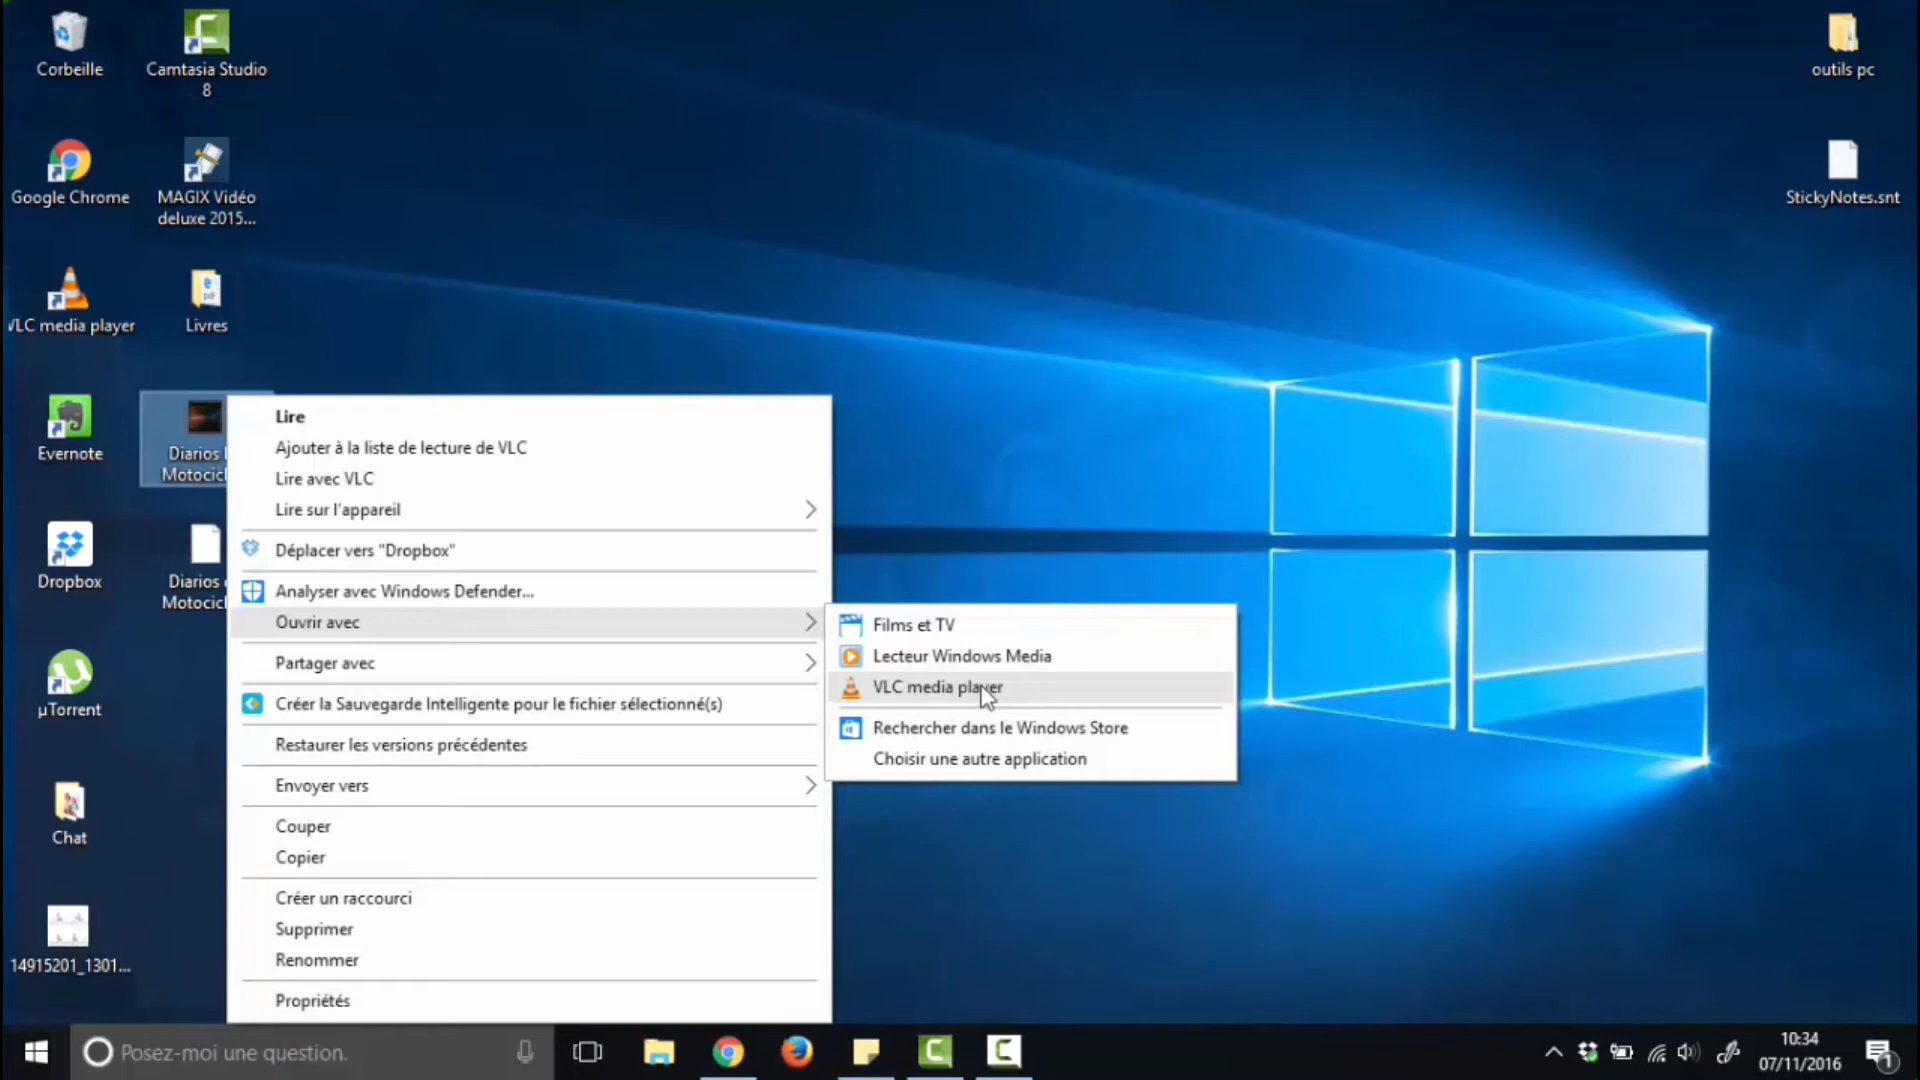 Corbeille
Camtasia Studio
8
outils pc
Google Chrome
MAGIX Vidéo
deluxe 2015...
StickyNotes.snt
VLC media player
Livres
pdf
Evernote
Diarios
Motocicl
Dropbox
Diarios
Motocicl
µTorrent
Chat
14915201_1301...
Lire
Ajouter à la liste de lecture de VLC
Lire avec VLC
Lire sur l'appareil
Déplacer vers "Dropbox"
Analyser avec Windows Defender...
Ouvrir avec
Partager avec
Créer la Sauvegarde Intelligente pour le fichier sélectionné(s)
Restaurer les versions précédentes
Envoyer vers
Couper
Copier
Créer un raccourci
Supprimer
Renommer
Propriétés
Films et TV
Lecteur Windows Media
VLC media player
Rechercher dans le Windows Store
Choisir une autre application
Posez-moi une question.
10:34
07/11/2016
1